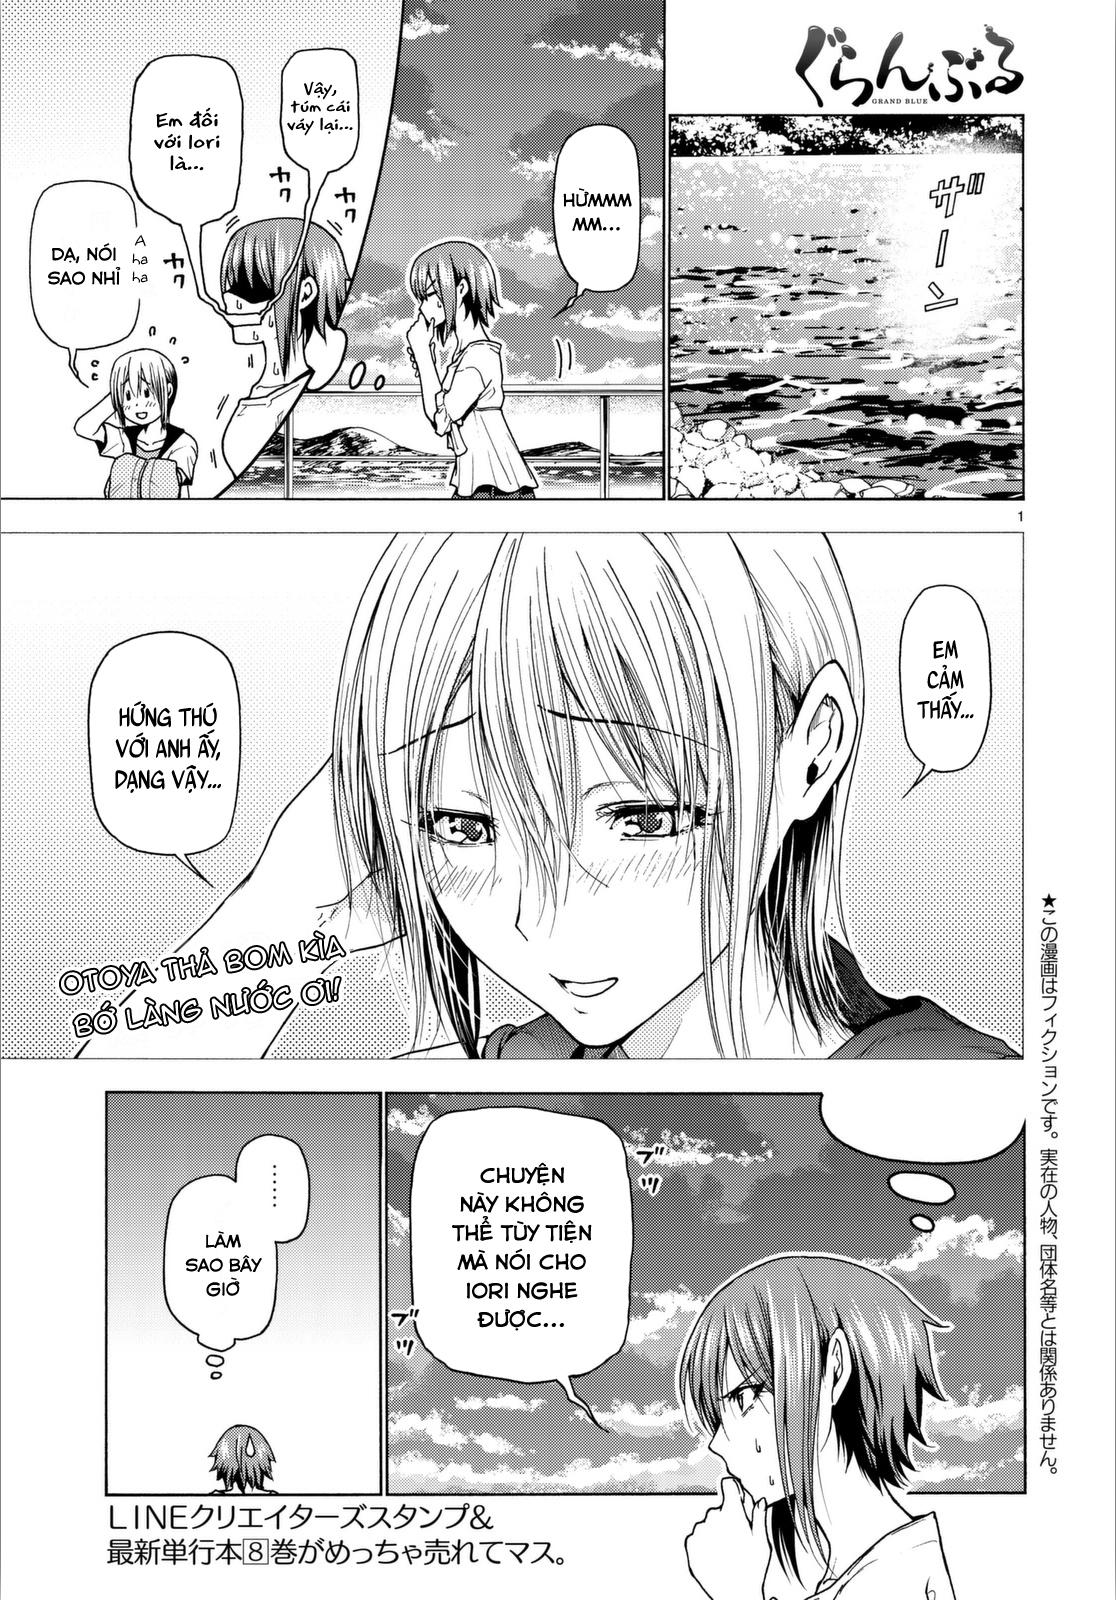 ぐらんぶる
GRAND BLUE
ザーン
HỪMMM
MM...
Vậy,
túm cái
váy lại...
Em đối
với Iori
là...
ヤク
ヤク
DẠ, NÓI
SAO NHỈ
A
ha
ha
1
EM
CẢM
THẤY...
HỨNG THÚ
VỚI ANH ẤY,
DẠNG VẬY...
OTOYA THẢ BOM KÌA
BỚ LÀNG NƯỚC ƠI!
★この漫画はフィクションです。実在の人物、団体名等とは関係ありません。
CHUYỆN
NÀY KHÔNG
THỂ TÙY TIỆN
MÀ NÓI CHO
IORI NGHE
ĐƯỢC...
ブツ
ブツ
........
LÀM
SAO BÂY
GIỜ
LINEクリエイターズスタンプ&
最新単行本8巻がめっちゃ売れてマス。